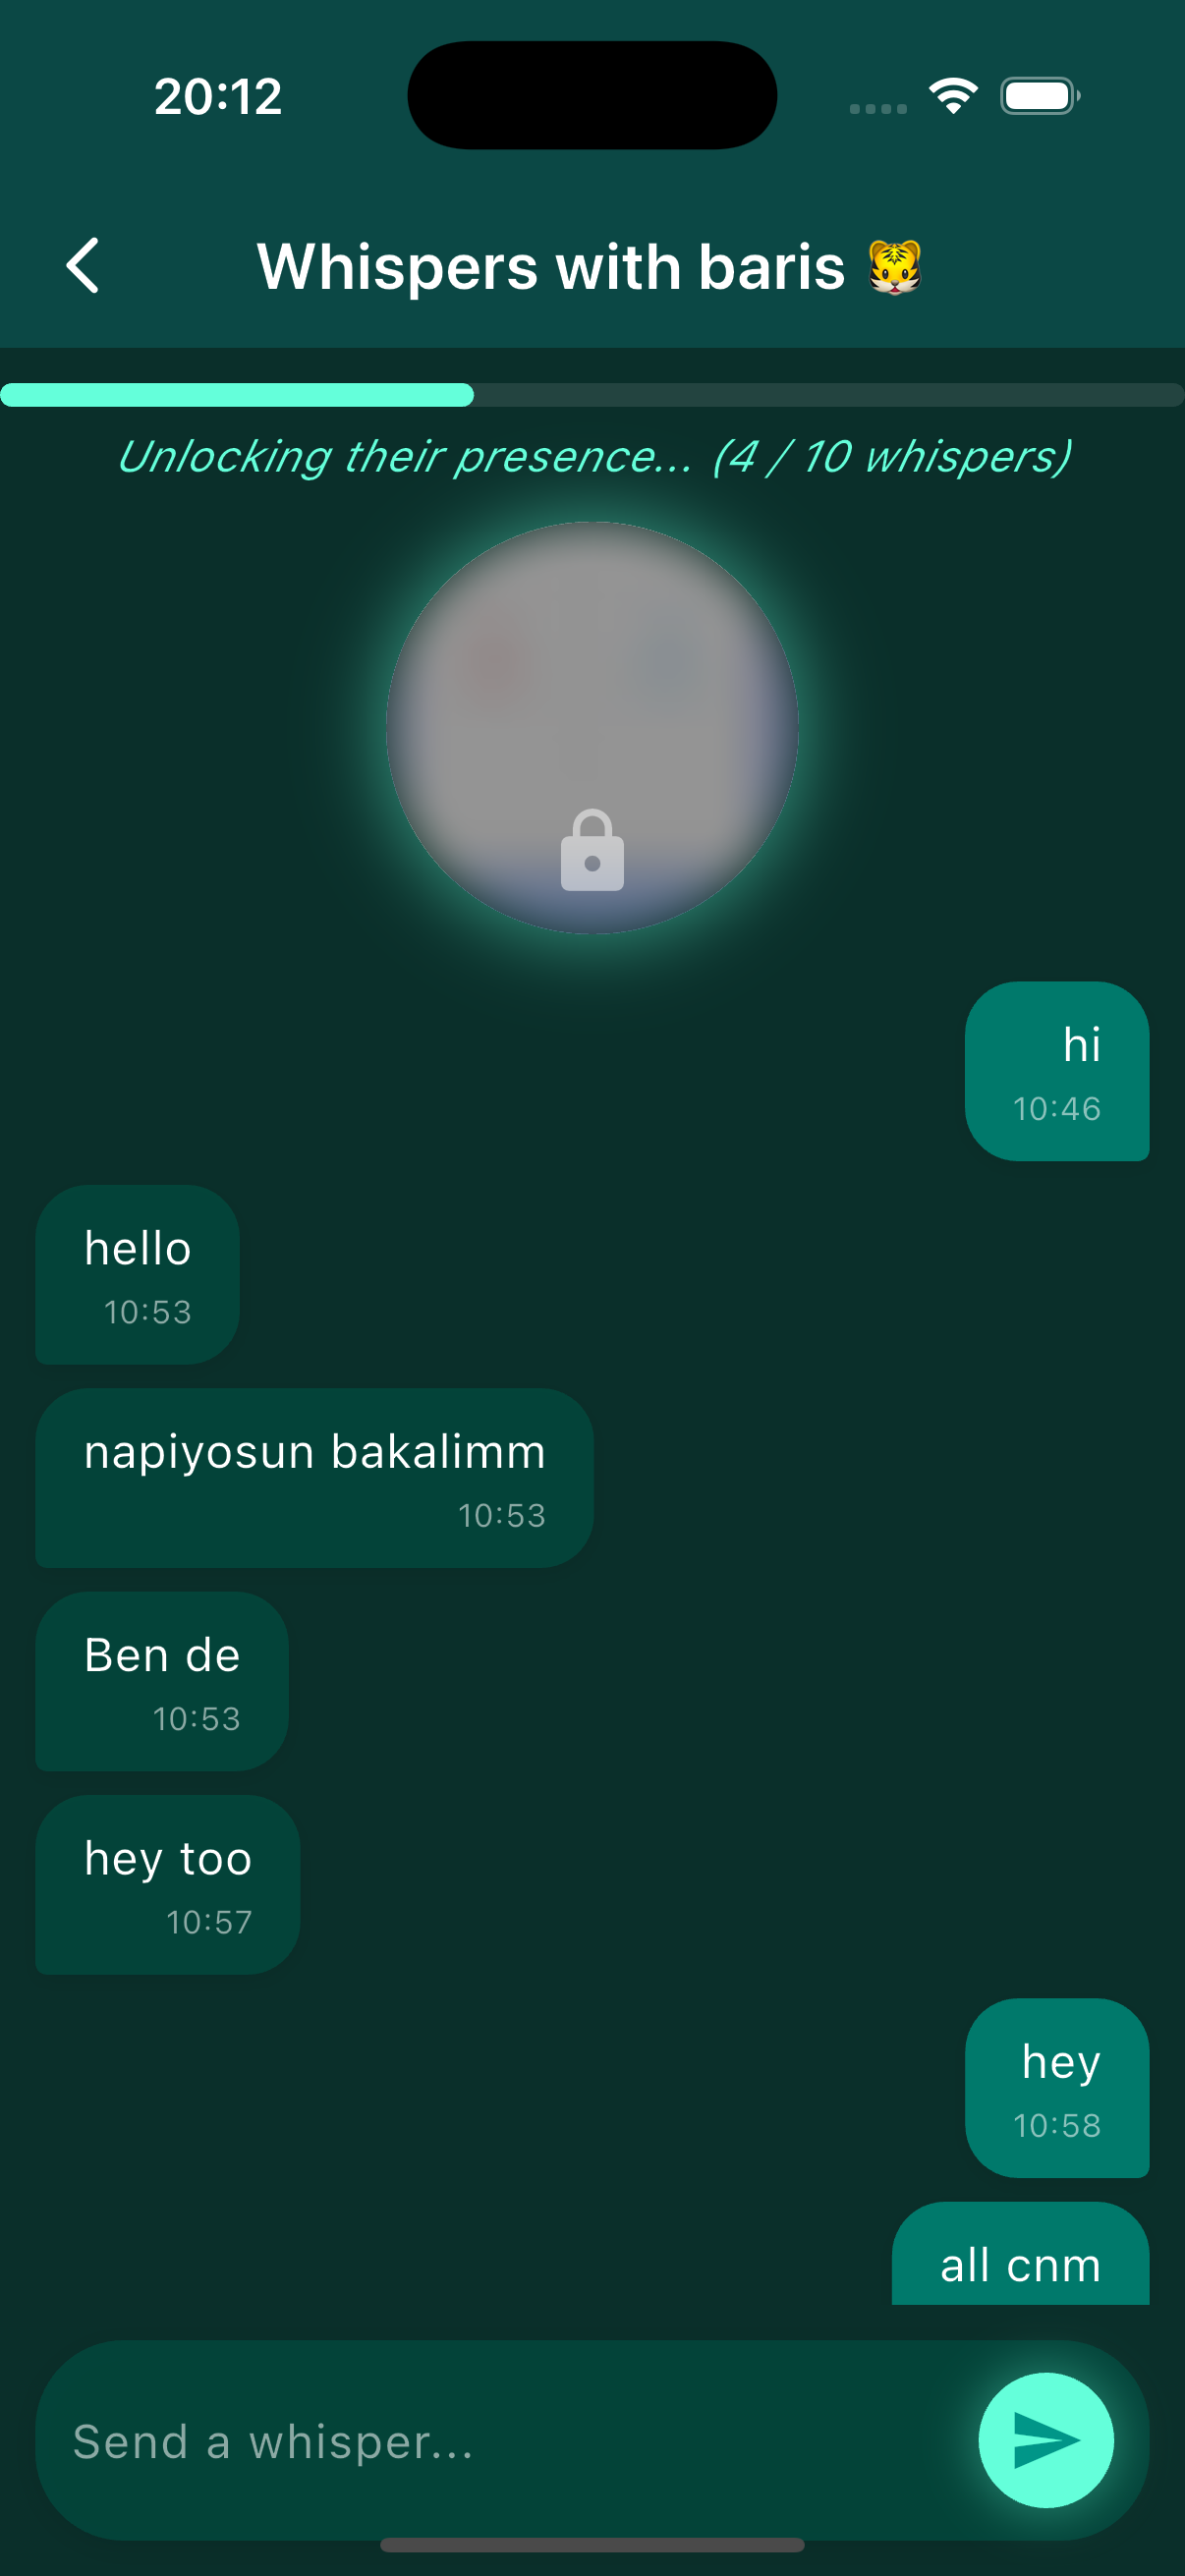 20:12
Whispers with baris 🐯
Unlocking their presence... (4 / 10 whispers)
hi
10:46
hello
10:53
napiyosun bakalimm
10:53
Ben de
10:53
hey too
10:57
hey
10:58
all cnm
Send a whisper...